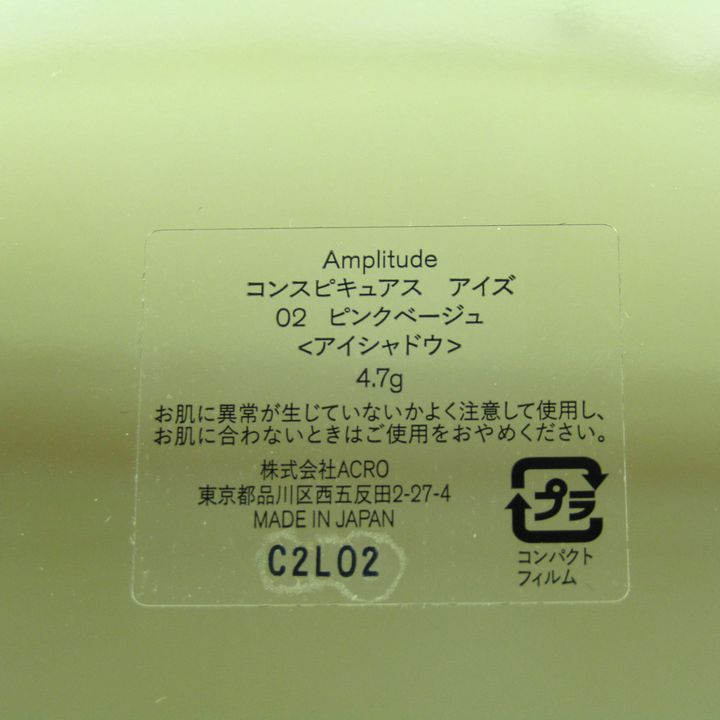 Amplitude
コンスピキュアス　アイズ
02　ピンクベージュ
<アイシャドウ>
4.7g
お肌に異常が生じていないかよく注意して使用し、
お肌に合わないときはご使用をおやめください。
株式会社ACRO
東京都品川区西五反田2-27-4
MADE IN JAPAN
C2L02
プラ
コンパクト
フィルム